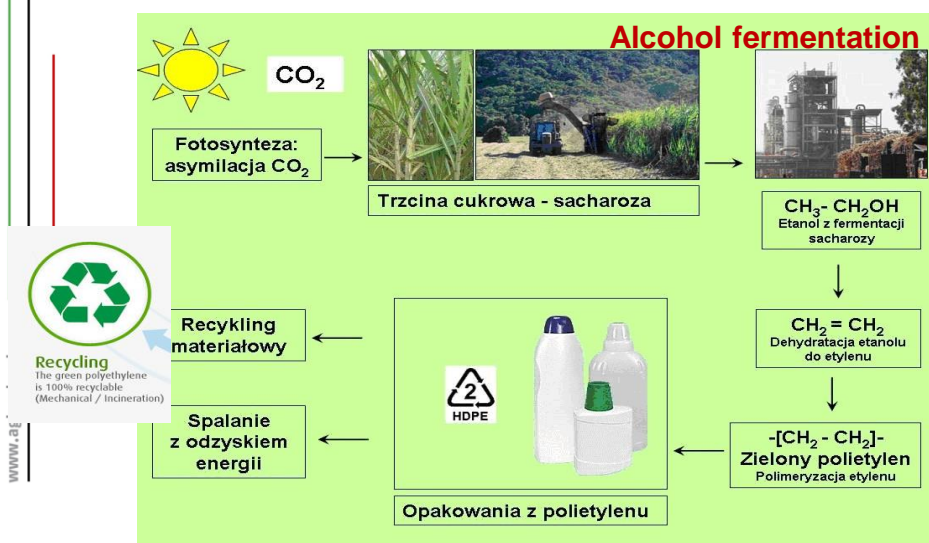 Alcohol fermentation
CO₂
Fotosynteza:
asymilacja CO₂
Trzcina cukrowa - sacharoza
CH₃- CH₂OH
Etanol z fermentacji
sacharozy
CH₂ = CH₂
Dehydratacja etanolu
do etylenu
-[CH₂ - CH₂]-
Zielony polietylen
Polimeryzacja etylenu
2
HDPE
Opakowania z polietylenu
Recykling
materiałowy
Spalanie
z odzyskiem
energii
Recycling
The green polyethylene
is 100% recyclable
(Mechanical / Incineration)
www.ag